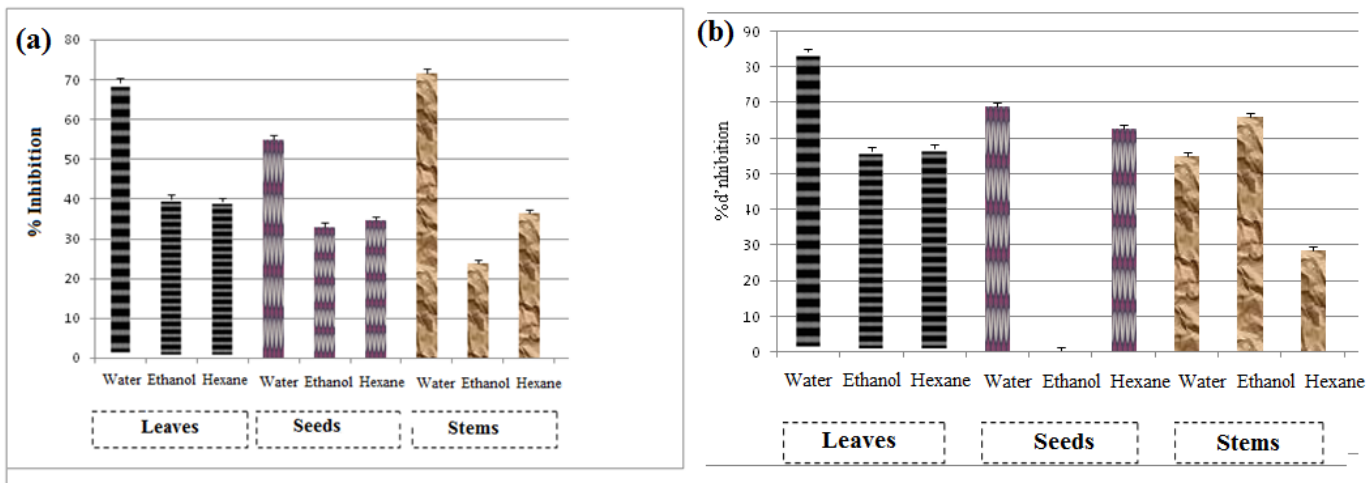 (a)
% Inhibition
80
70
60
50
40
30
20
10
0
Water Ethanol Hexane Water Ethanol Hexane Water Ethanol Hexane
Leaves Seeds Stems
(b)
%d'nhibition
90
80
70
60
50
40
30
20
10
0
Water Ethanol Hexane Water Ethanol Hexane Water Ethanol Hexane
Leaves Seeds Stems